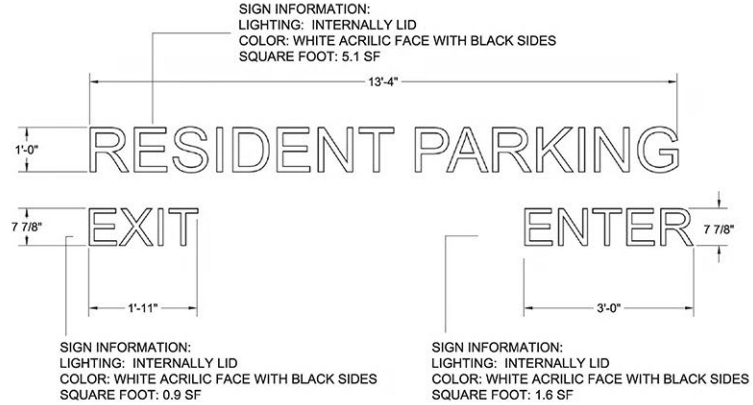 SIGN INFORMATION:
LIGHTING: INTERNALLY LID
COLOR: WHITE ACRILIC FACE WITH BLACK SIDES
SQUARE FOOT: 5.1 SF
13'-4"
1'-0"
RESIDENT PARKING
7 7/8"
EXIT
ENTER
7 7/8"
1'-11"
3'-0"
SIGN INFORMATION:
LIGHTING: INTERNALLY LID
COLOR: WHITE ACRILIC FACE WITH BLACK SIDES
SQUARE FOOT: 0.9 SF
SIGN INFORMATION:
LIGHTING: INTERNALLY LID
COLOR: WHITE ACRILIC FACE WITH BLACK SIDES
SQUARE FOOT: 1.6 SF